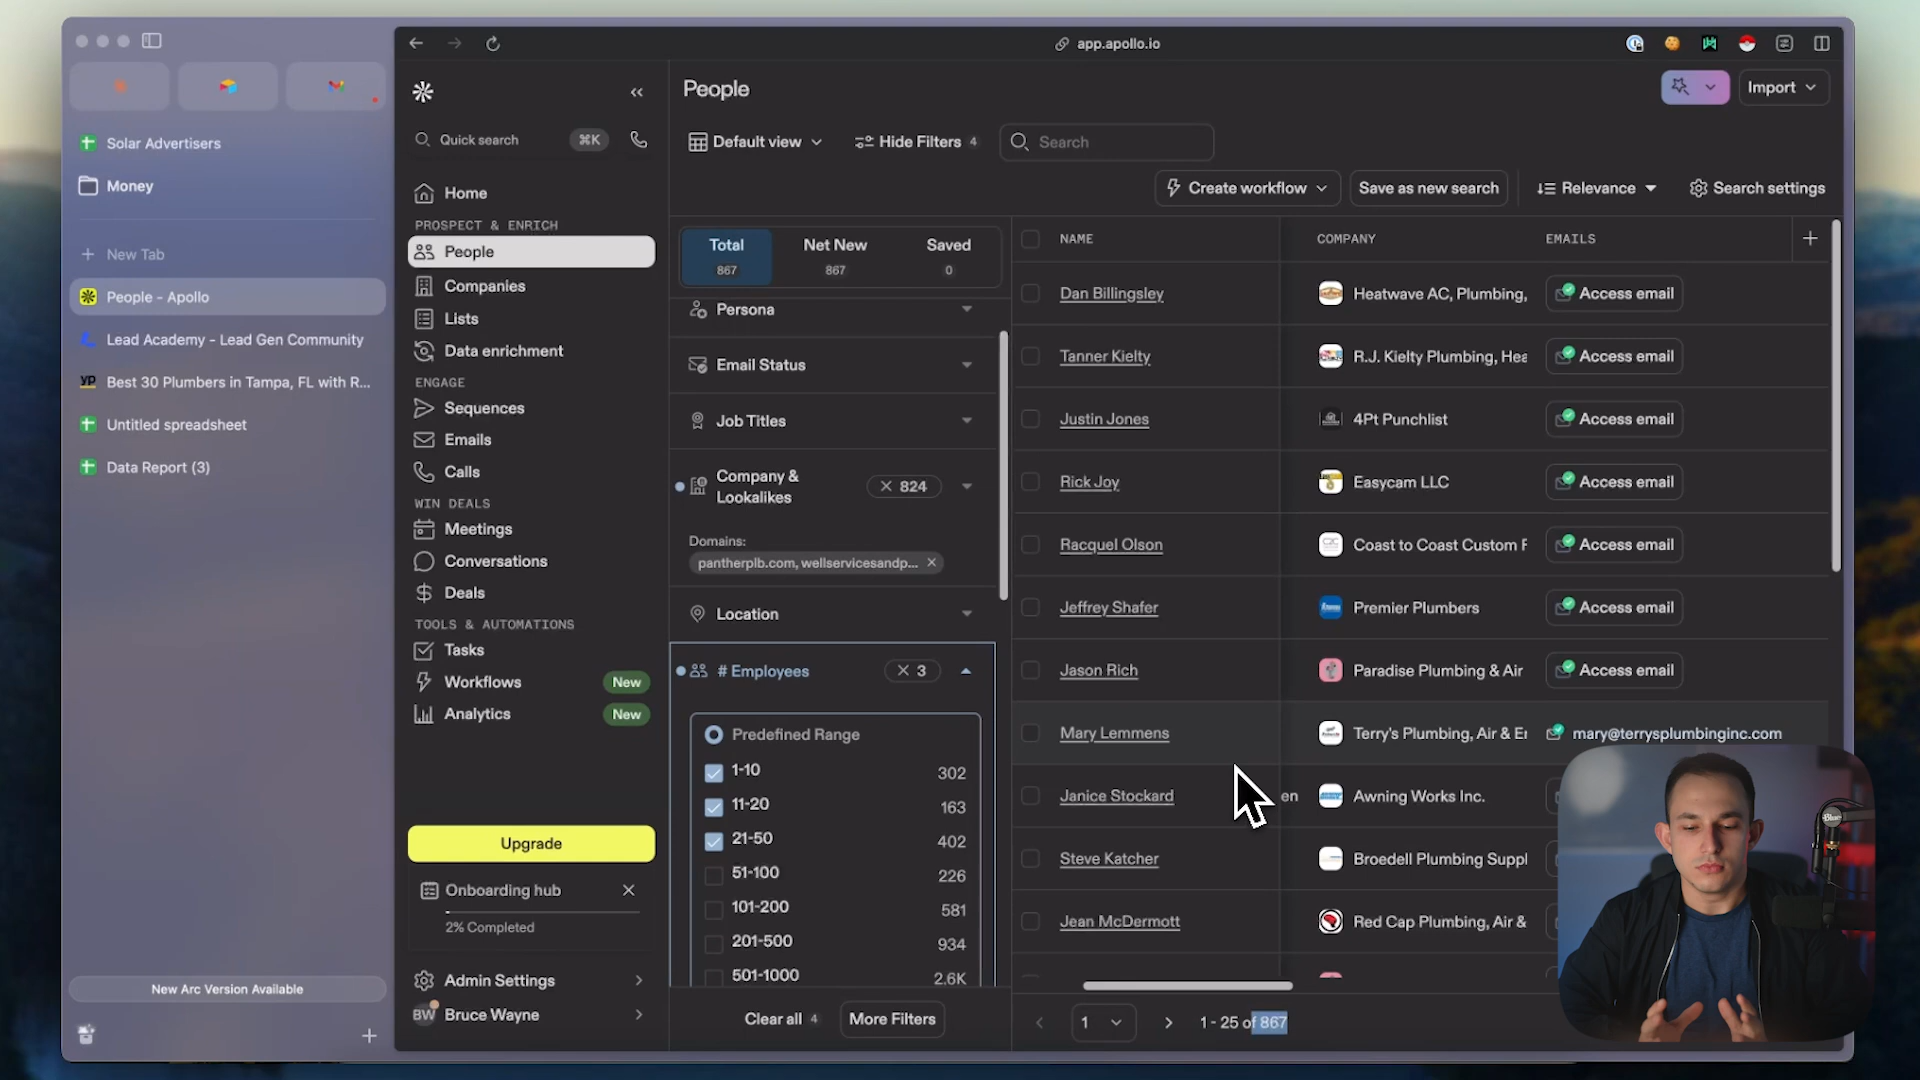 Solar Advertisers
Money
New Tab
People - Apollo
Lead Academy - Lead Gen Community
YP Best 30 Plumbers in Tampa, FL with R...
Untitled spreadsheet
Data Report (3)
New Arc Version Available
app.apollo.io
Quick search ⌘K
Home
PROSPECT & ENRICH
People
Companies
Lists
Data enrichment
ENGAGE
Sequences
Emails
Calls
WIN DEALS
Meetings
Conversations
Deals
TOOLS & AUTOMATIONS
Tasks
Workflows New
Analytics New
Upgrade
Onboarding hub
2% Completed
Admin Settings
BW Bruce Wayne
People
Import
Default view
Hide Filters 4
Search
Create workflow
Save as new search
Relevance
Search settings
Total Net New Saved
867 867 0
Persona
Email Status
Job Titles
Company &
Lookalikes
824
Domains:
pantherplb.com, wellservicesandp...
Location
# Employees 3
Predefined Range
1-10 302
11-20 163
21-50 402
51-100 226
101-200 581
201-500 934
501-1000 2.6K
Clear all 4
More Filters
NAME COMPANY EMAILS
Dan Billingsley Heatwave AC, Plumbing, Access email
Tanner Kielty R.J. Kielty Plumbing, Hea Access email
Justin Jones 4Pt Punchlist Access email
Rick Joy Easycam LLC Access email
Racquel Olson Coast to Coast Custom F Access email
Jeffrey Shafer Premier Plumbers Access email
Jason Rich Paradise Plumbing & Air Access email
Mary Lemmens Terry's Plumbing, Air & Er mary@terrysplumbinginc.com
Janice Stockard en Awning Works Inc.
Steve Katcher Broedell Plumbing Suppl
Jean McDermott Red Cap Plumbing, Air &
1
1 - 25 of 867
Blue